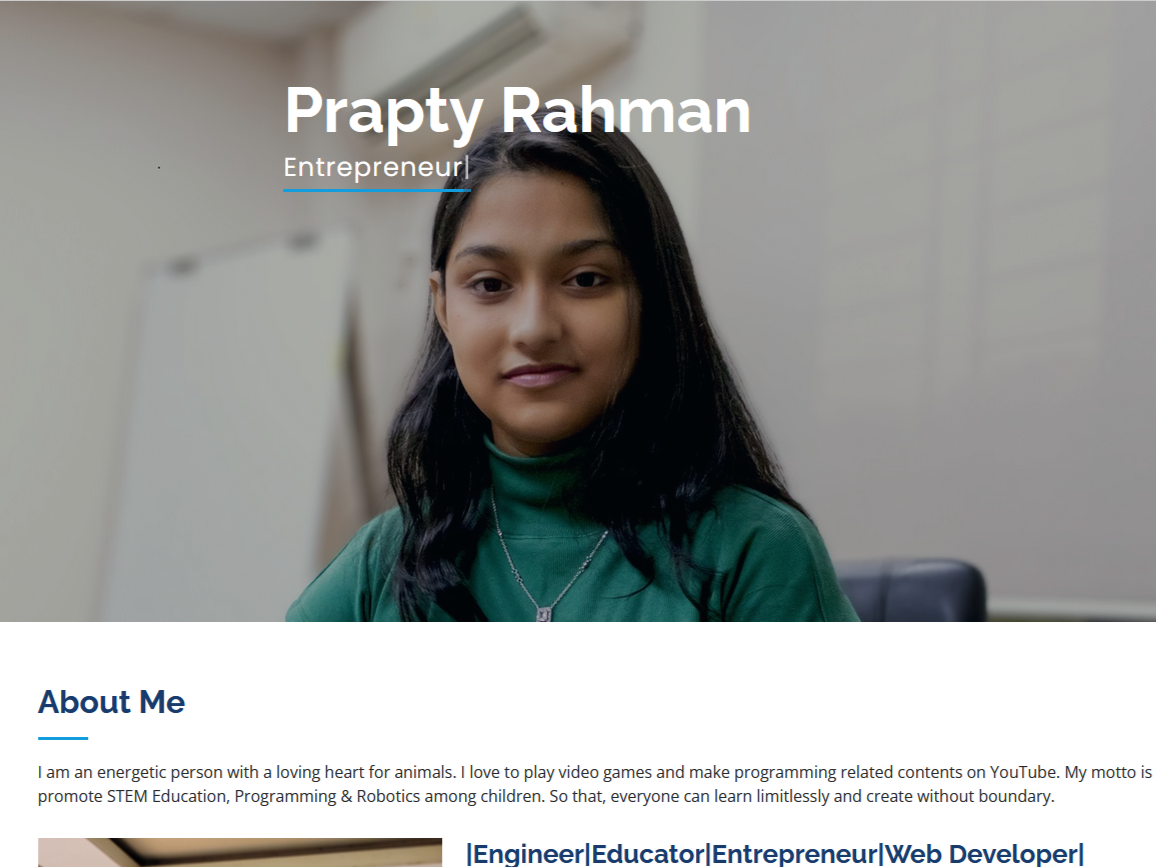 Prapty Rahman
Entrepreneur|
About Me
I am an energetic person with a loving heart for animals. I love to play video games and make programming related contents on YouTube. My motto is
promote STEM Education, Programming & Robotics among children. So that, everyone can learn limitlessly and create without boundary.
|Engineer|Educator|Entrepreneur|Web Developer|